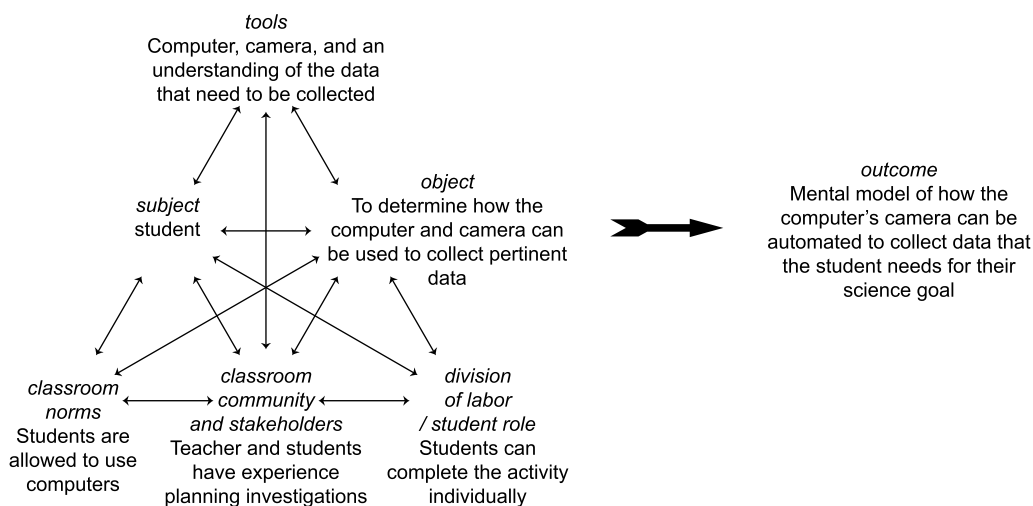 tools
Computer, camera, and an
understanding of the data
that need to be collected
subject
student
object
To determine how the
computer and camera can
be used to collect pertinent
data
outcome
Mental model of how the
computer’s camera can be
automated to collect data that
the student needs for their
science goal
classroom
norms
Students are
allowed to use
computers
classroom
community
and stakeholders
Teacher and students
have experience
planning investigations
division
of labor
/ student role
Students can
complete the activity
individually